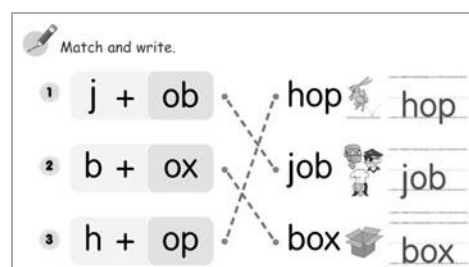 Match and write.
1 j + ob hop hop
2 b + ox job job
3 h + op box box